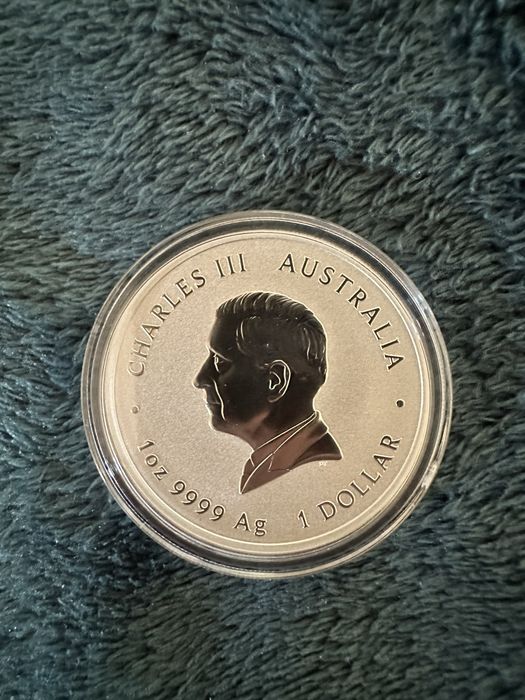 CHARLES III AUSTRALIA
1oz 9999 Ag 1 DOLLAR